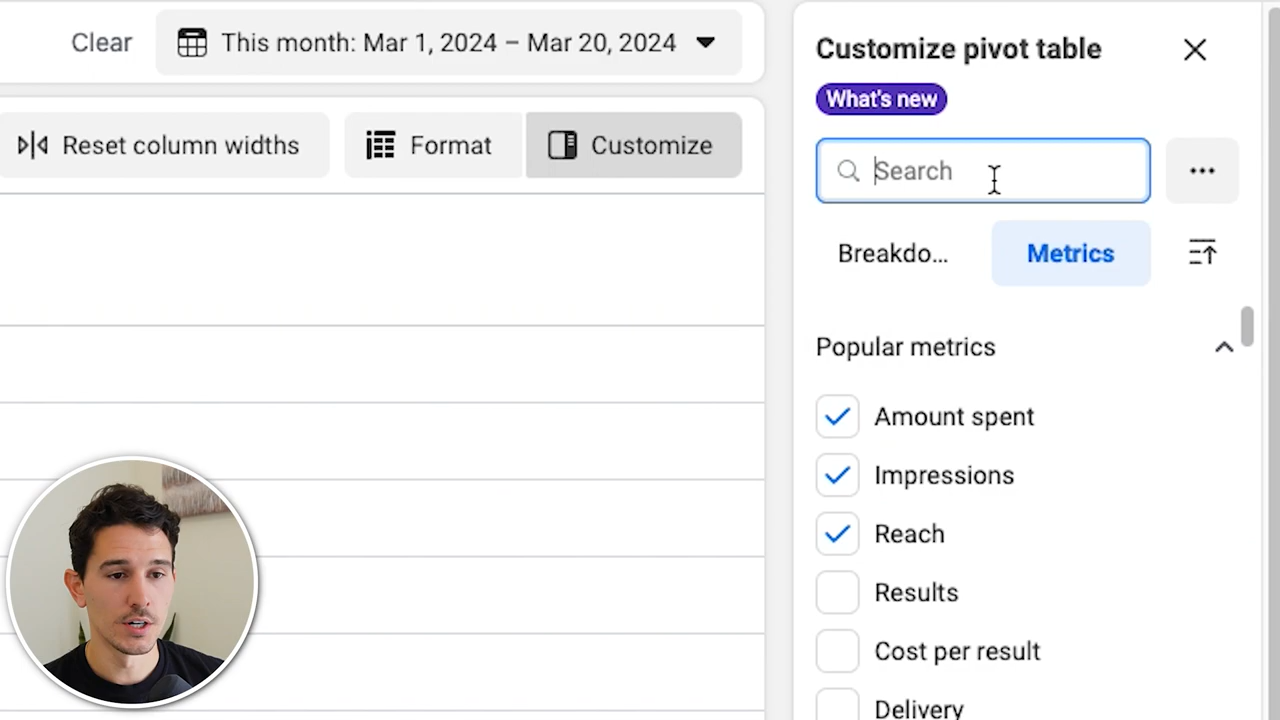 Clear
This month: Mar 1, 2024 – Mar 20, 2024
Reset column widths
Format
Customize
Customize pivot table
What's new
Search
Breakdo...
Metrics
Popular metrics
Amount spent
Impressions
Reach
Results
Cost per result
Delivery